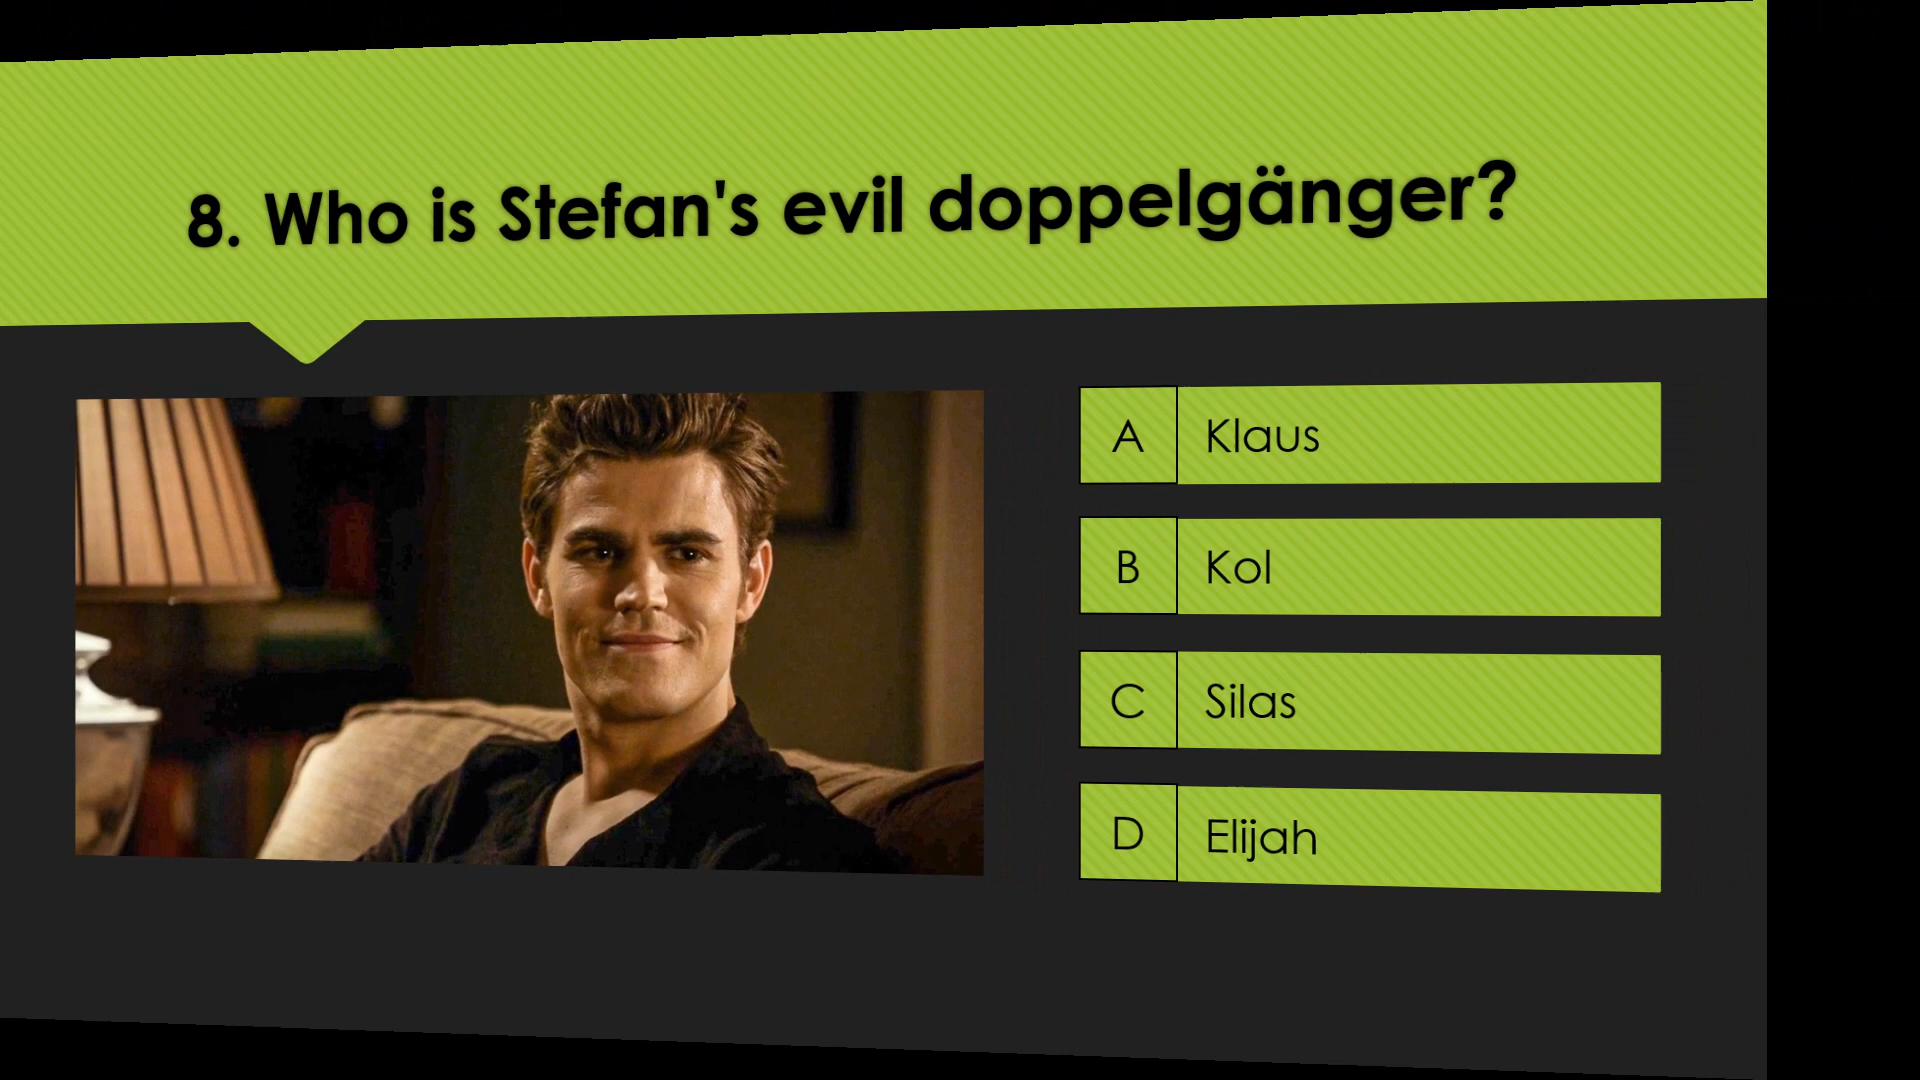 8. Who is Stefan's evil doppelgänger?
A Klaus
B Kol
C Silas
D Elijah